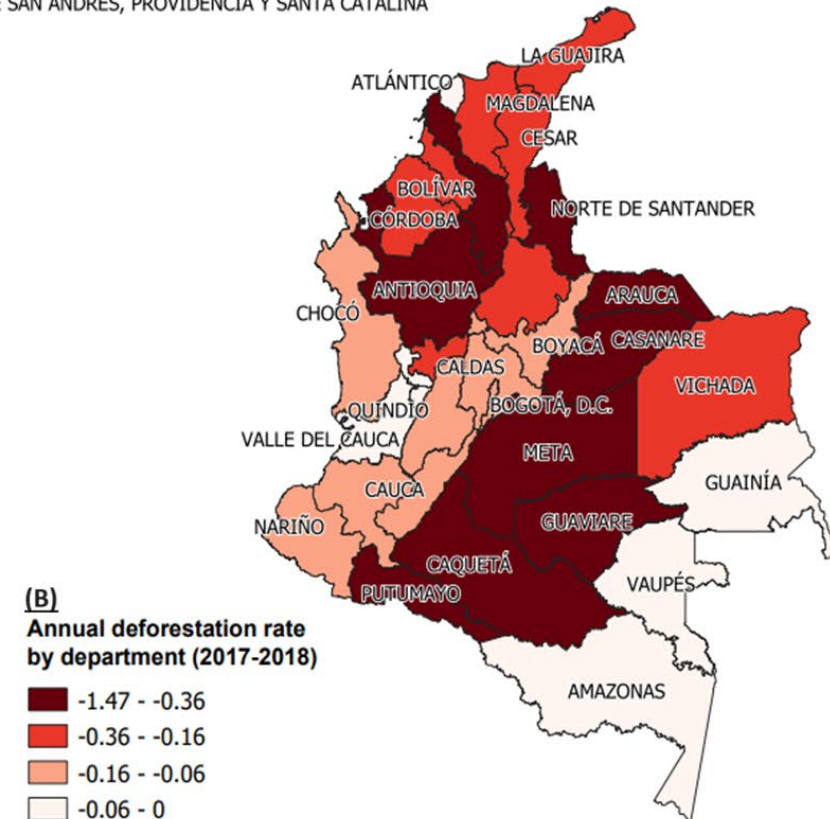 SAN ANDRÉS, PROVIDENCIA Y SANTA CATALINA
LA GUAJIRA
ATLÁNTICO
MAGDALENA
CESAR
BOLÍVAR
NORTE DE SANTANDER
CÓRDOBA
ANTIOQUIA
ARAUCA
CHOCÓ
BOYACÁ
CASANARE
CALDAS
VICHADA
QUINDÍO
BOGOTÁ, D.C.
VALLE DEL CAUCA
META
GUAINÍA
CAUCA
NARIÑO
GUAVIARE
CAQUETÁ
VAUPÉS
PUTUMAYO
(B)
Annual deforestation rate
by department (2017-2018)
AMAZONAS
-1.47 - -0.36
-0.36 - -0.16
-0.16 - -0.06
-0.06 - 0